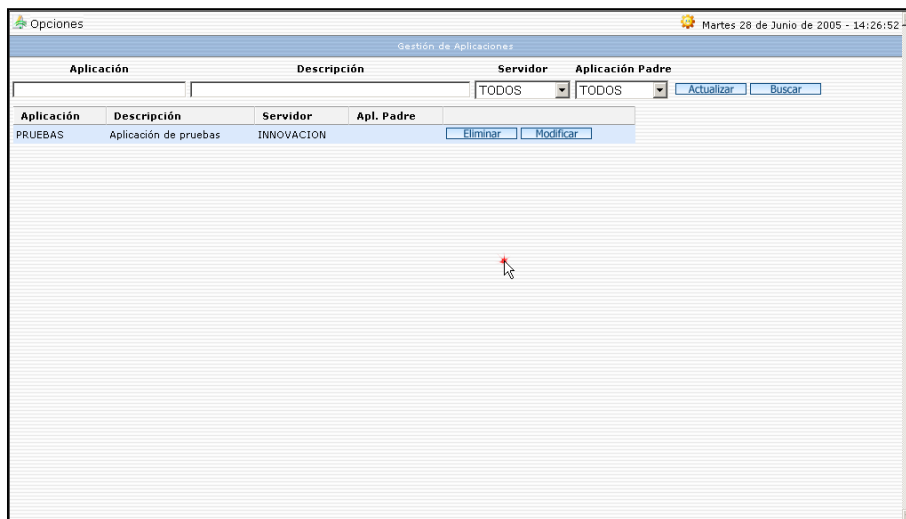 Opciones Martes 28 de Junio de 2005 - 14:26:52
Gestión de Aplicaciones
Aplicación Descripción Servidor Aplicación Padre
TODOS TODOS Actualizar Buscar
Aplicación Descripción Servidor Apl. Padre
PRUEBAS Aplicación de pruebas INNOVACION Eliminar Modificar